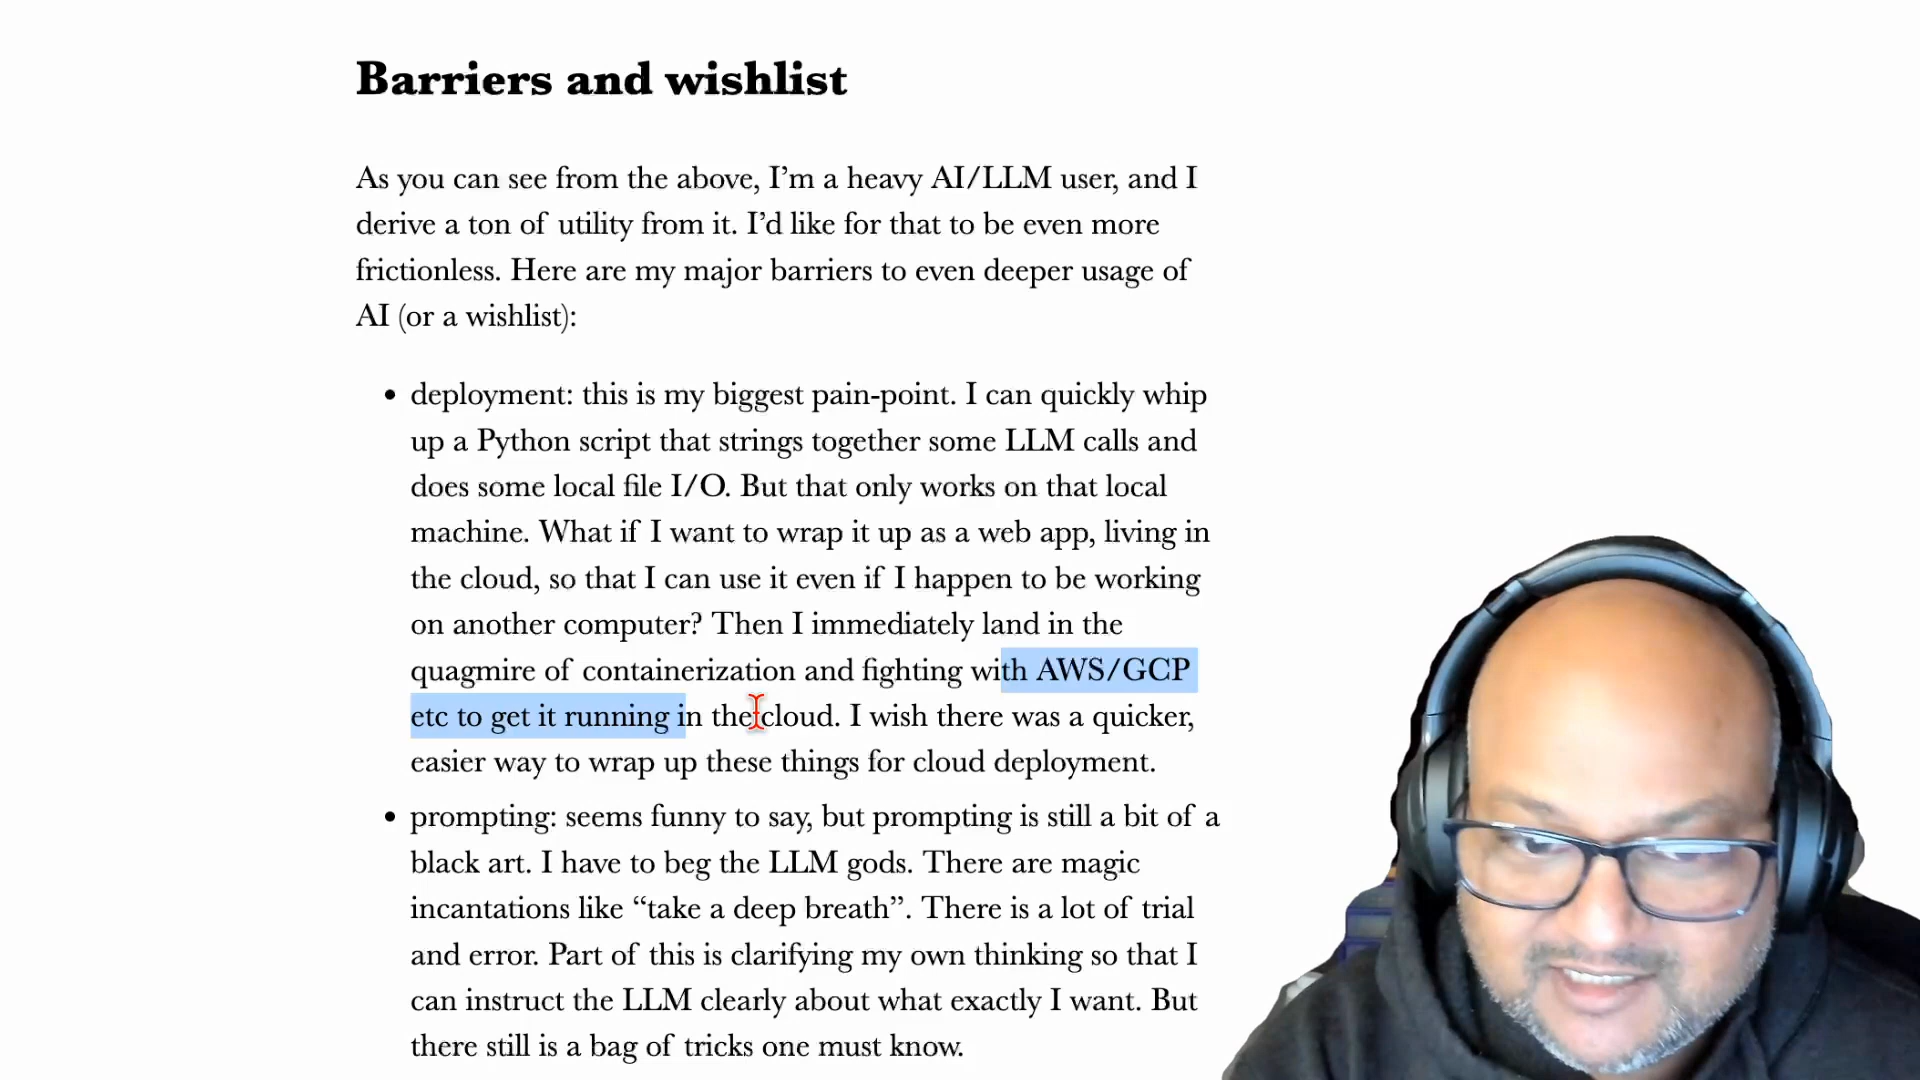 Barriers and wishlist
As you can see from the above, I’m a heavy AI/LLM user, and I
derive a ton of utility from it. I’d like for that to be even more
frictionless. Here are my major barriers to even deeper usage of
AI (or a wishlist):
• deployment: this is my biggest pain-point. I can quickly whip
up a Python script that strings together some LLM calls and
does some local file I/O. But that only works on that local
machine. What if I want to wrap it up as a web app, living in
the cloud, so that I can use it even if I happen to be working
on another computer? Then I immediately land in the
quagmire of containerization and fighting with AWS/GCP
etc to get it running in the cloud. I wish there was a quicker,
easier way to wrap up these things for cloud deployment.
• prompting: seems funny to say, but prompting is still a bit of a
black art. I have to beg the LLM gods. There are magic
incantations like “take a deep breath”. There is a lot of trial
and error. Part of this is clarifying my own thinking so that I
can instruct the LLM clearly about what exactly I want. But
there still is a bag of tricks one must know.